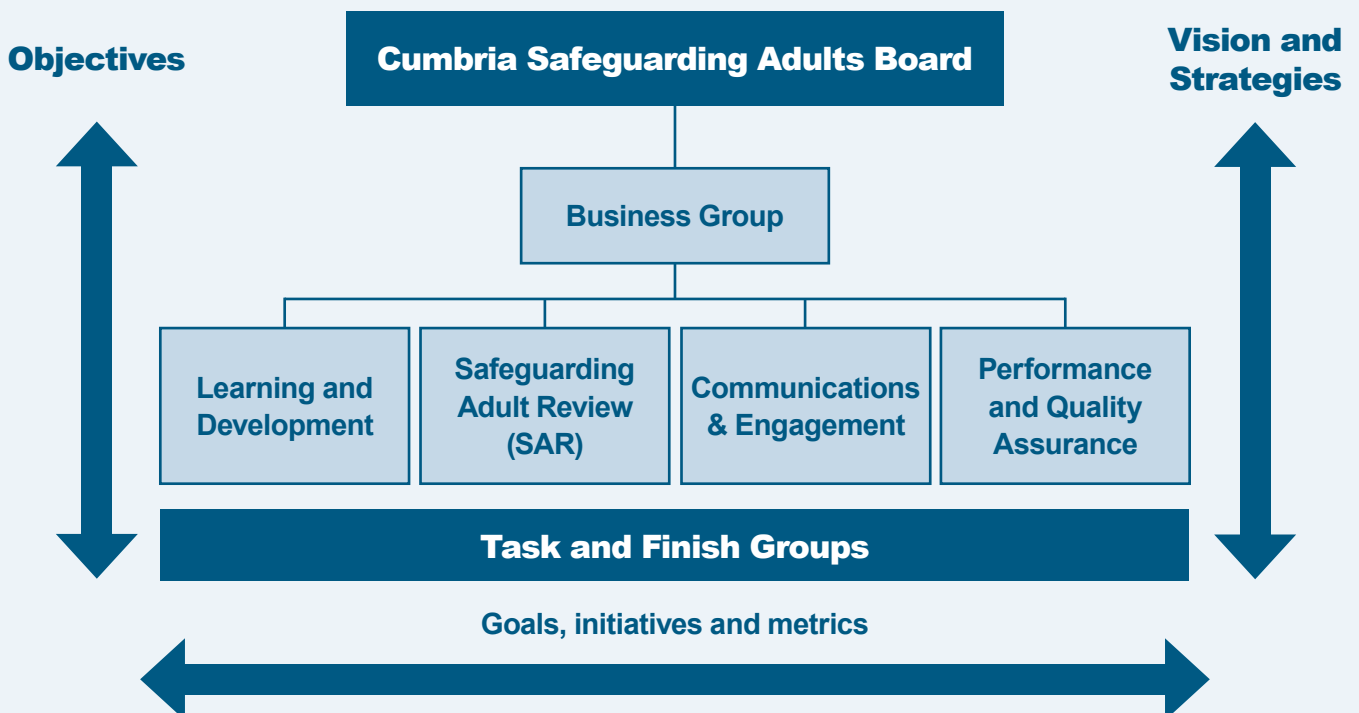 Objectives
Cumbria Safeguarding Adults Board
Vision and
Strategies
Business Group
Learning and
Development
Safeguarding
Adult Review
(SAR)
Communications
& Engagement
Performance
and Quality
Assurance
Task and Finish Groups
Goals, initiatives and metrics